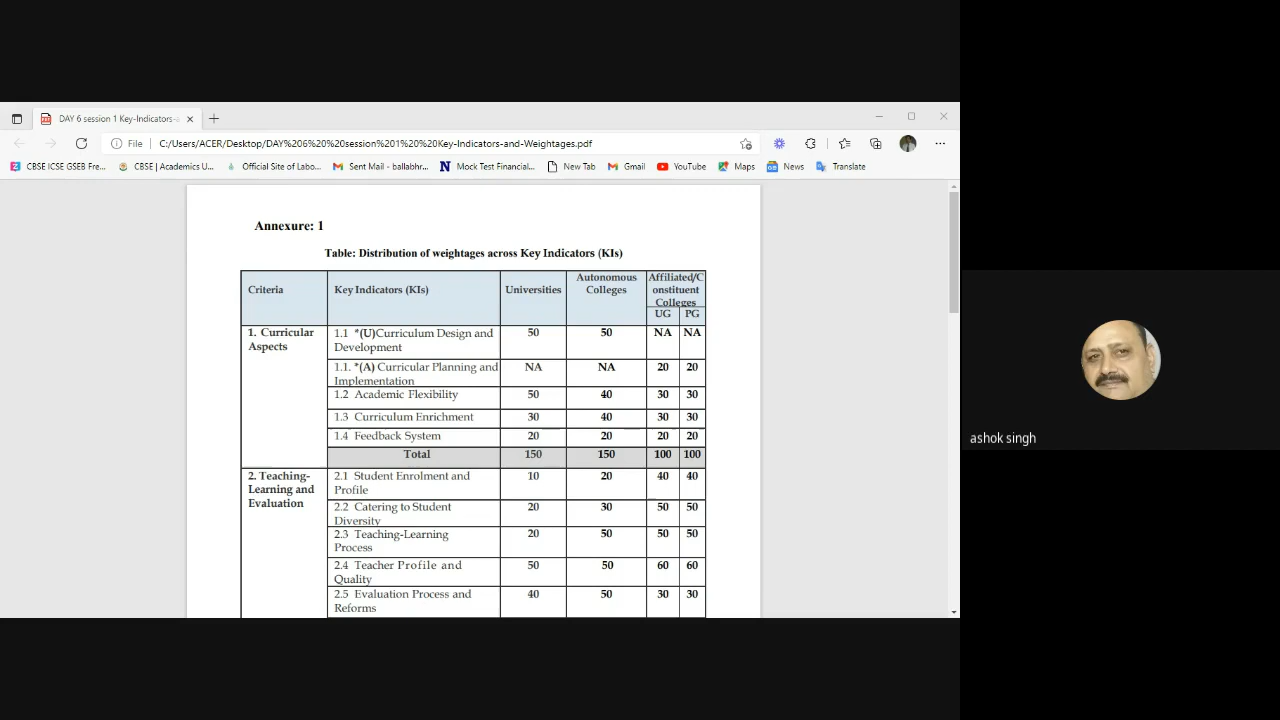 DAY 6 session 1 Key-Indicators-a
File
C:/Users/ACER/Desktop/DAY%206%20%20session%201%20%20Key-Indicators-and-Weightages.pdf
CBSE ICSE GSEB Fre...
CBSE | Academics U...
Official Site of Labo...
Sent Mail - ballabhr...
Mock Test Financial...
New Tab
Gmail
YouTube
Maps
News
Translate
Annexure: 1
Table: Distribution of weightages across Key Indicators (KIs)
Criteria
Key Indicators (KIs)
Universities
Autonomous
Colleges
Affiliated/C
onstituent
Colleges
UG PG
1. Curricular
Aspects
1.1 *(U)Curriculum Design and
Development
50 50 NA NA
1.1. *(A) Curricular Planning and
Implementation
NA NA 20 20
1.2 Academic Flexibility 50 40 30 30
1.3 Curriculum Enrichment 30 40 30 30
1.4 Feedback System 20 20 20 20
Total 150 150 100 100
2. Teaching-
Learning and
Evaluation
2.1 Student Enrolment and
Profile
10 20 40 40
2.2 Catering to Student
Diversity
20 30 50 50
2.3 Teaching-Learning
Process
20 50 50 50
2.4 Teacher Profile and
Quality
50 50 60 60
2.5 Evaluation Process and
Reforms
40 50 30 30
ashok singh